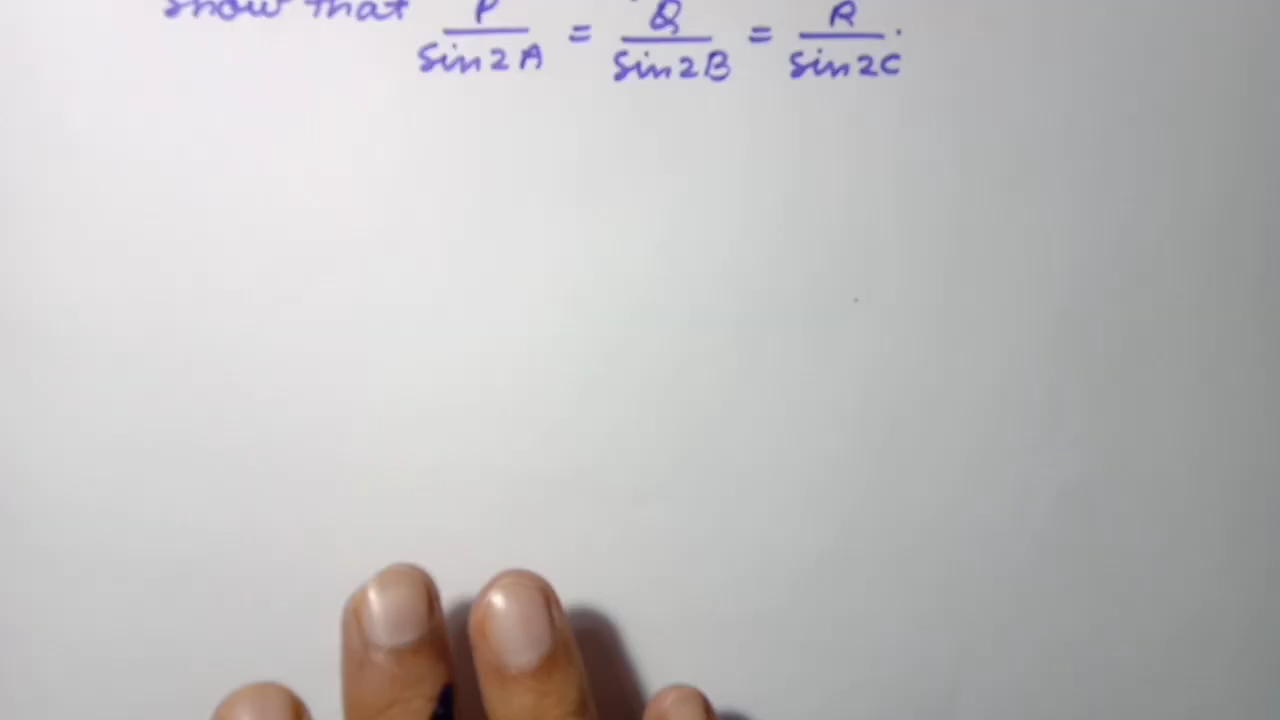 show that P/sin2A = Q/sin2B = R/sin2C.